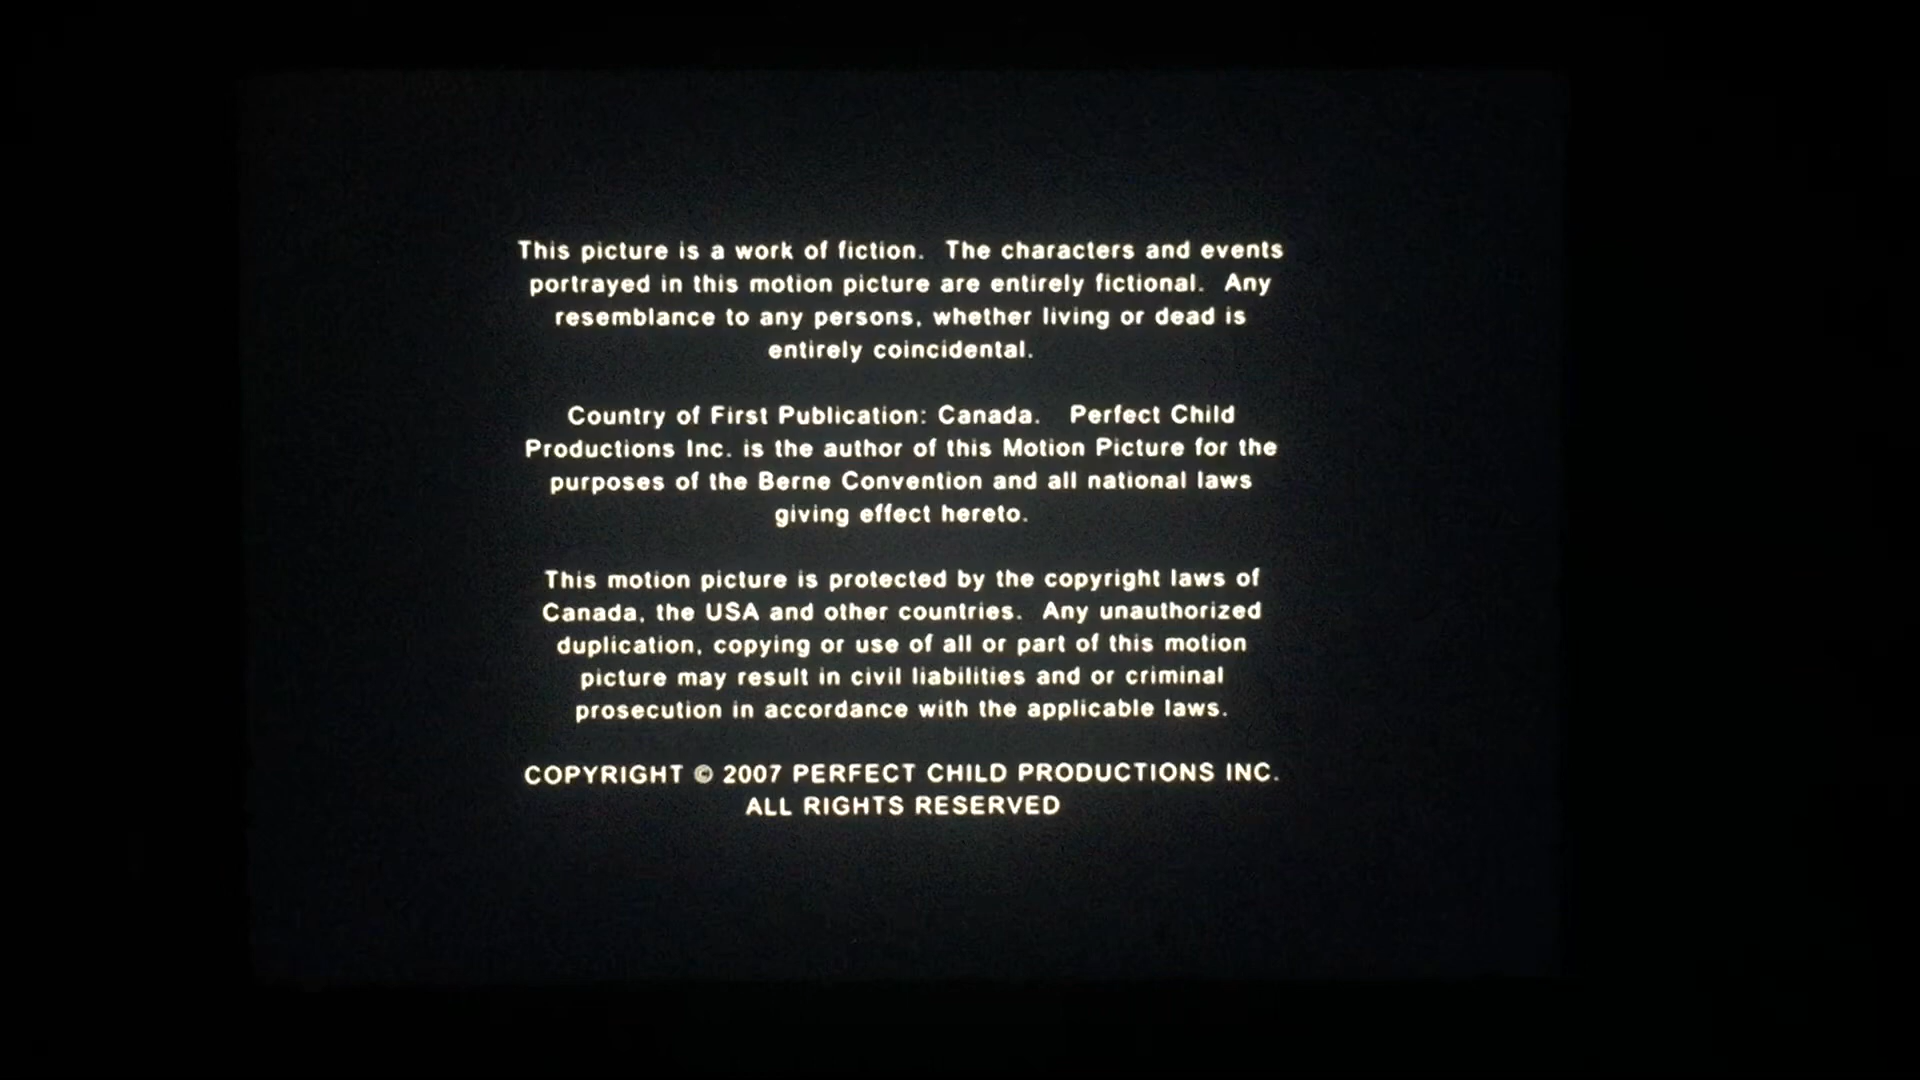 This picture is a work of fiction.  The characters and events
portrayed in this motion picture are entirely fictional.  Any
resemblance to any persons, whether living or dead is
entirely coincidental.
Country of First Publication: Canada.  Perfect Child
Productions Inc. is the author of this Motion Picture for the
purposes of the Berne Convention and all national laws
giving effect hereto.
This motion picture is protected by the copyright laws of
Canada, the USA and other countries.  Any unauthorized
duplication, copying or use of all or part of this motion
picture may result in civil liabilities and or criminal
prosecution in accordance with the applicable laws.
COPYRIGHT © 2007 PERFECT CHILD PRODUCTIONS INC.
ALL RIGHTS RESERVED